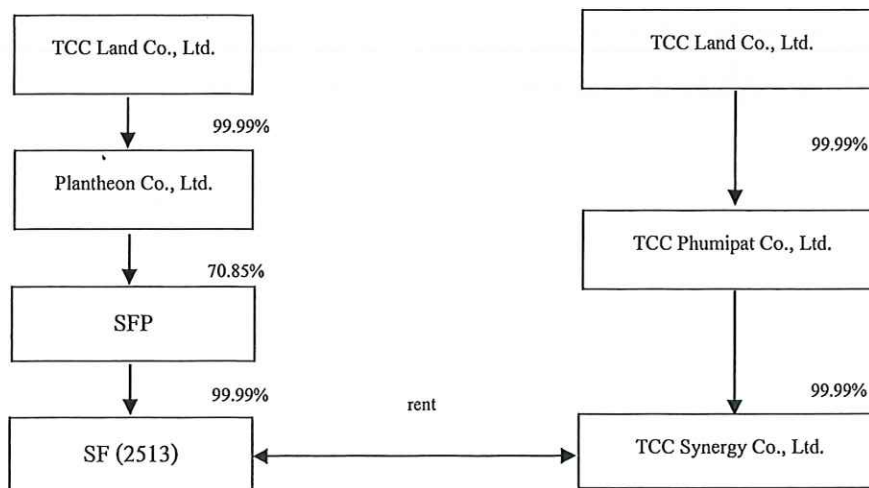 TCC Land Co., Ltd.
TCC Land Co., Ltd.
99.99%
99.99%
Plantheon Co., Ltd.
TCC Phumipat Co., Ltd.
70.85%
SFP
99.99%
99.99%
rent
SF (2513)
TCC Synergy Co., Ltd.